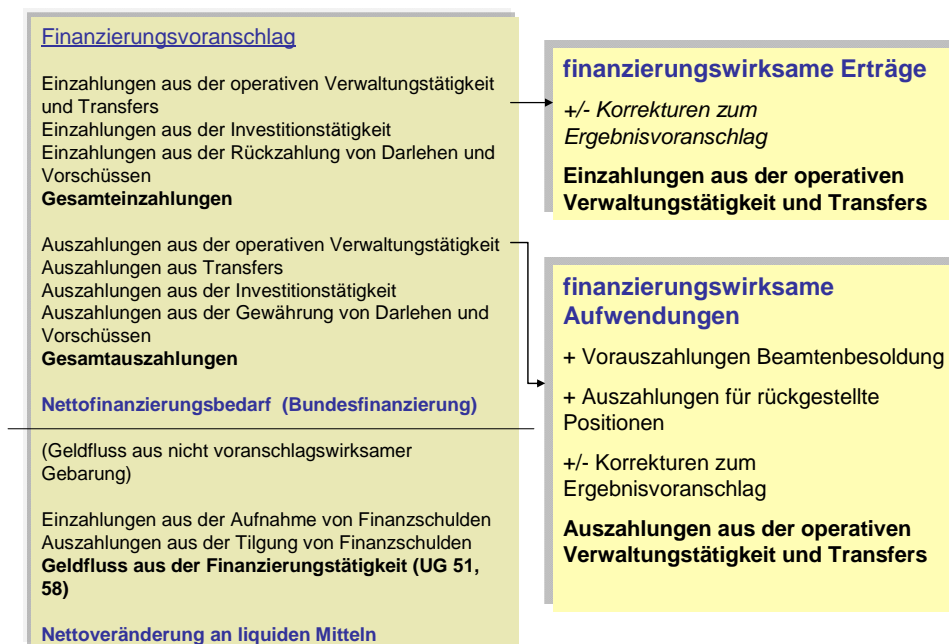 Finanzierungsvoranschlag
Einzahlungen aus der operativen Verwaltungstätigkeit
und Transfers
Einzahlungen aus der Investitionstätigkeit
Einzahlungen aus der Rückzahlung von Darlehen und
Vorschüssen
Gesamteinzahlungen
Auszahlungen aus der operativen Verwaltungstätigkeit
Auszahlungen aus Transfers
Auszahlungen aus der Investitionstätigkeit
Auszahlungen aus der Gewährung von Darlehen und
Vorschüssen
Gesamtauszahlungen
Nettofinanzierungsbedarf (Bundesfinanzierung)
(Geldfluss aus nicht voranschlagswirksamer
Gebarung)
Einzahlungen aus der Aufnahme von Finanzschulden
Auszahlungen aus der Tilgung von Finanzschulden
Geldfluss aus der Finanzierungstätigkeit (UG 51,
58)
Nettoveränderung an liquiden Mitteln
finanzierungswirksame Erträge
+/- Korrekturen zum
Ergebnisvoranschlag
Einzahlungen aus der operativen
Verwaltungstätigkeit und Transfers
finanzierungswirksame
Aufwendungen
+ Vorauszahlungen Beamtenbesoldung
+ Auszahlungen für rückgestellte
Positionen
+/- Korrekturen zum
Ergebnisvoranschlag
Auszahlungen aus der operativen
Verwaltungstätigkeit und Transfers